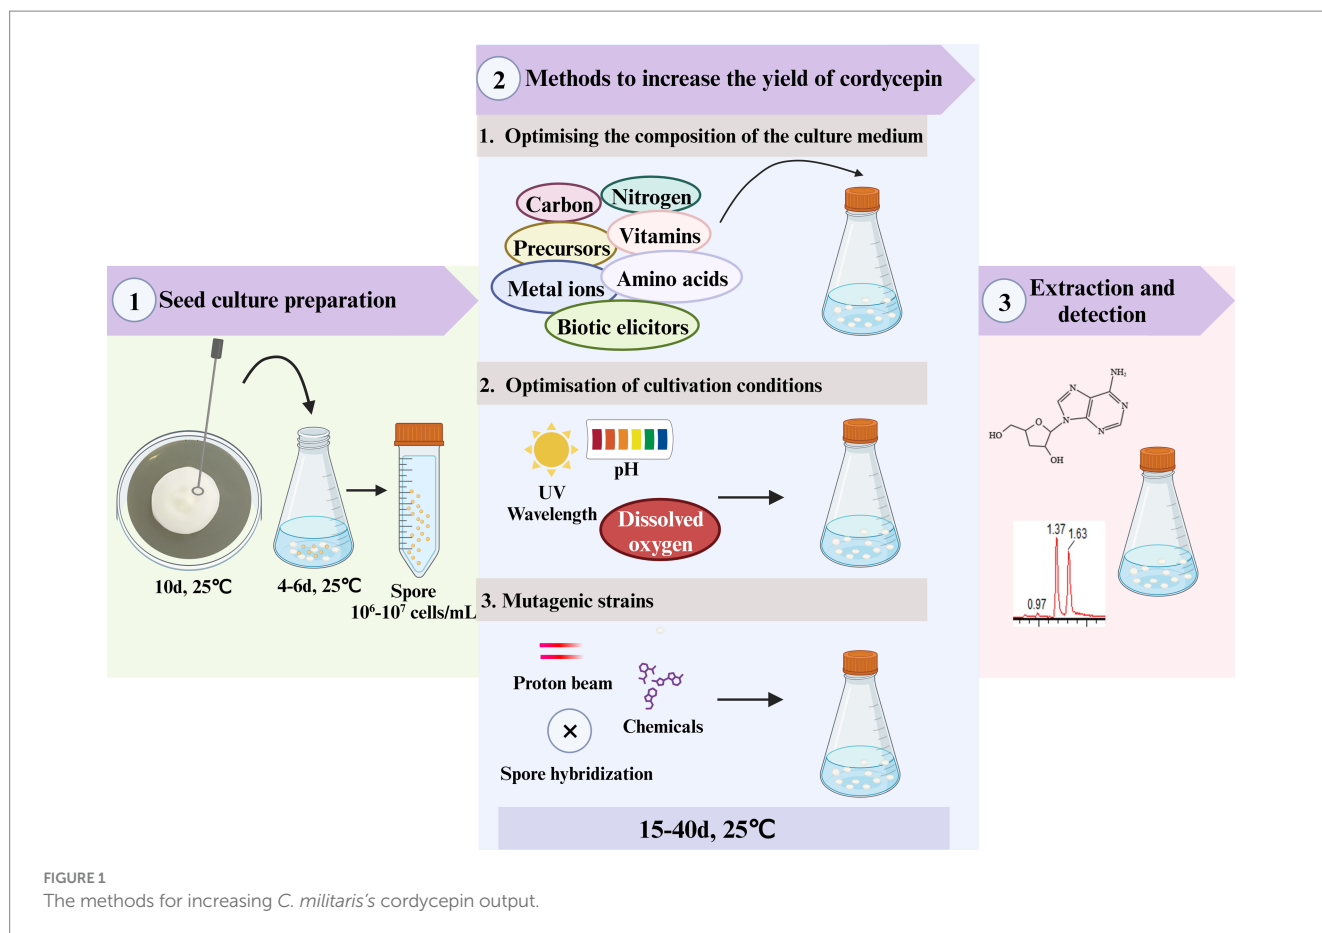 1 Seed culture preparation
10d, 25℃
4-6d, 25℃
Spore
10⁶-10⁷ cells/mL
2 Methods to increase the yield of cordycepin
1. Optimising the composition of the culture medium
Carbon
Nitrogen
Precursors
Vitamins
Metal ions
Amino acids
Biotic elicitors
2. Optimisation of cultivation conditions
UV
Wavelength
pH
Dissolved
oxygen
3. Mutagenic strains
Proton beam
Chemicals
×
Spore hybridization
15-40d, 25℃
3 Extraction and
detection
NH₂
N
N
N
N
O
HO
OH
1.37
1.63
0.97
FIGURE 1
The methods for increasing C. militaris’s cordycepin output.